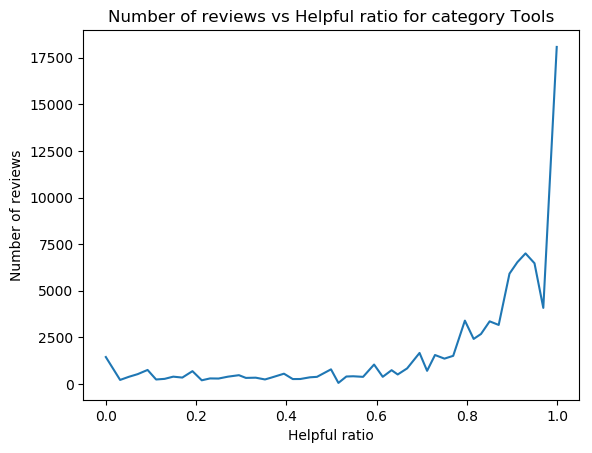 Number of reviews vs Helpful ratio for category Tools
17500
15000
12500
10000
7500
5000
2500
0
Number of reviews
0.0 0.2 0.4 0.6 0.8 1.0
Helpful ratio